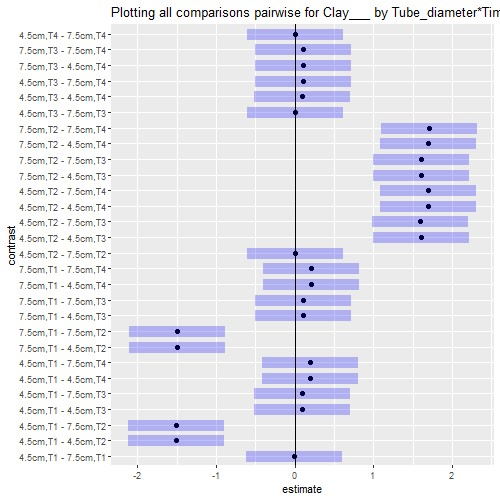 Plotting all comparisons pairwise for Clay___ by Tube_diameter*Tim
4.5cm,T4 - 7.5cm,T4
7.5cm,T3 - 7.5cm,T4
7.5cm,T3 - 4.5cm,T4
4.5cm,T3 - 7.5cm,T4
4.5cm,T3 - 4.5cm,T4
4.5cm,T3 - 7.5cm,T3
7.5cm,T2 - 7.5cm,T4
7.5cm,T2 - 4.5cm,T4
7.5cm,T2 - 7.5cm,T3
7.5cm,T2 - 4.5cm,T3
4.5cm,T2 - 7.5cm,T4
4.5cm,T2 - 4.5cm,T4
4.5cm,T2 - 7.5cm,T3
4.5cm,T2 - 4.5cm,T3
4.5cm,T2 - 7.5cm,T2
7.5cm,T1 - 7.5cm,T4
7.5cm,T1 - 4.5cm,T4
7.5cm,T1 - 7.5cm,T3
7.5cm,T1 - 4.5cm,T3
7.5cm,T1 - 7.5cm,T2
7.5cm,T1 - 4.5cm,T2
4.5cm,T1 - 7.5cm,T4
4.5cm,T1 - 4.5cm,T4
4.5cm,T1 - 7.5cm,T3
4.5cm,T1 - 4.5cm,T3
4.5cm,T1 - 7.5cm,T2
4.5cm,T1 - 4.5cm,T2
4.5cm,T1 - 7.5cm,T1
contrast
-2 -1 0 1 2
estimate